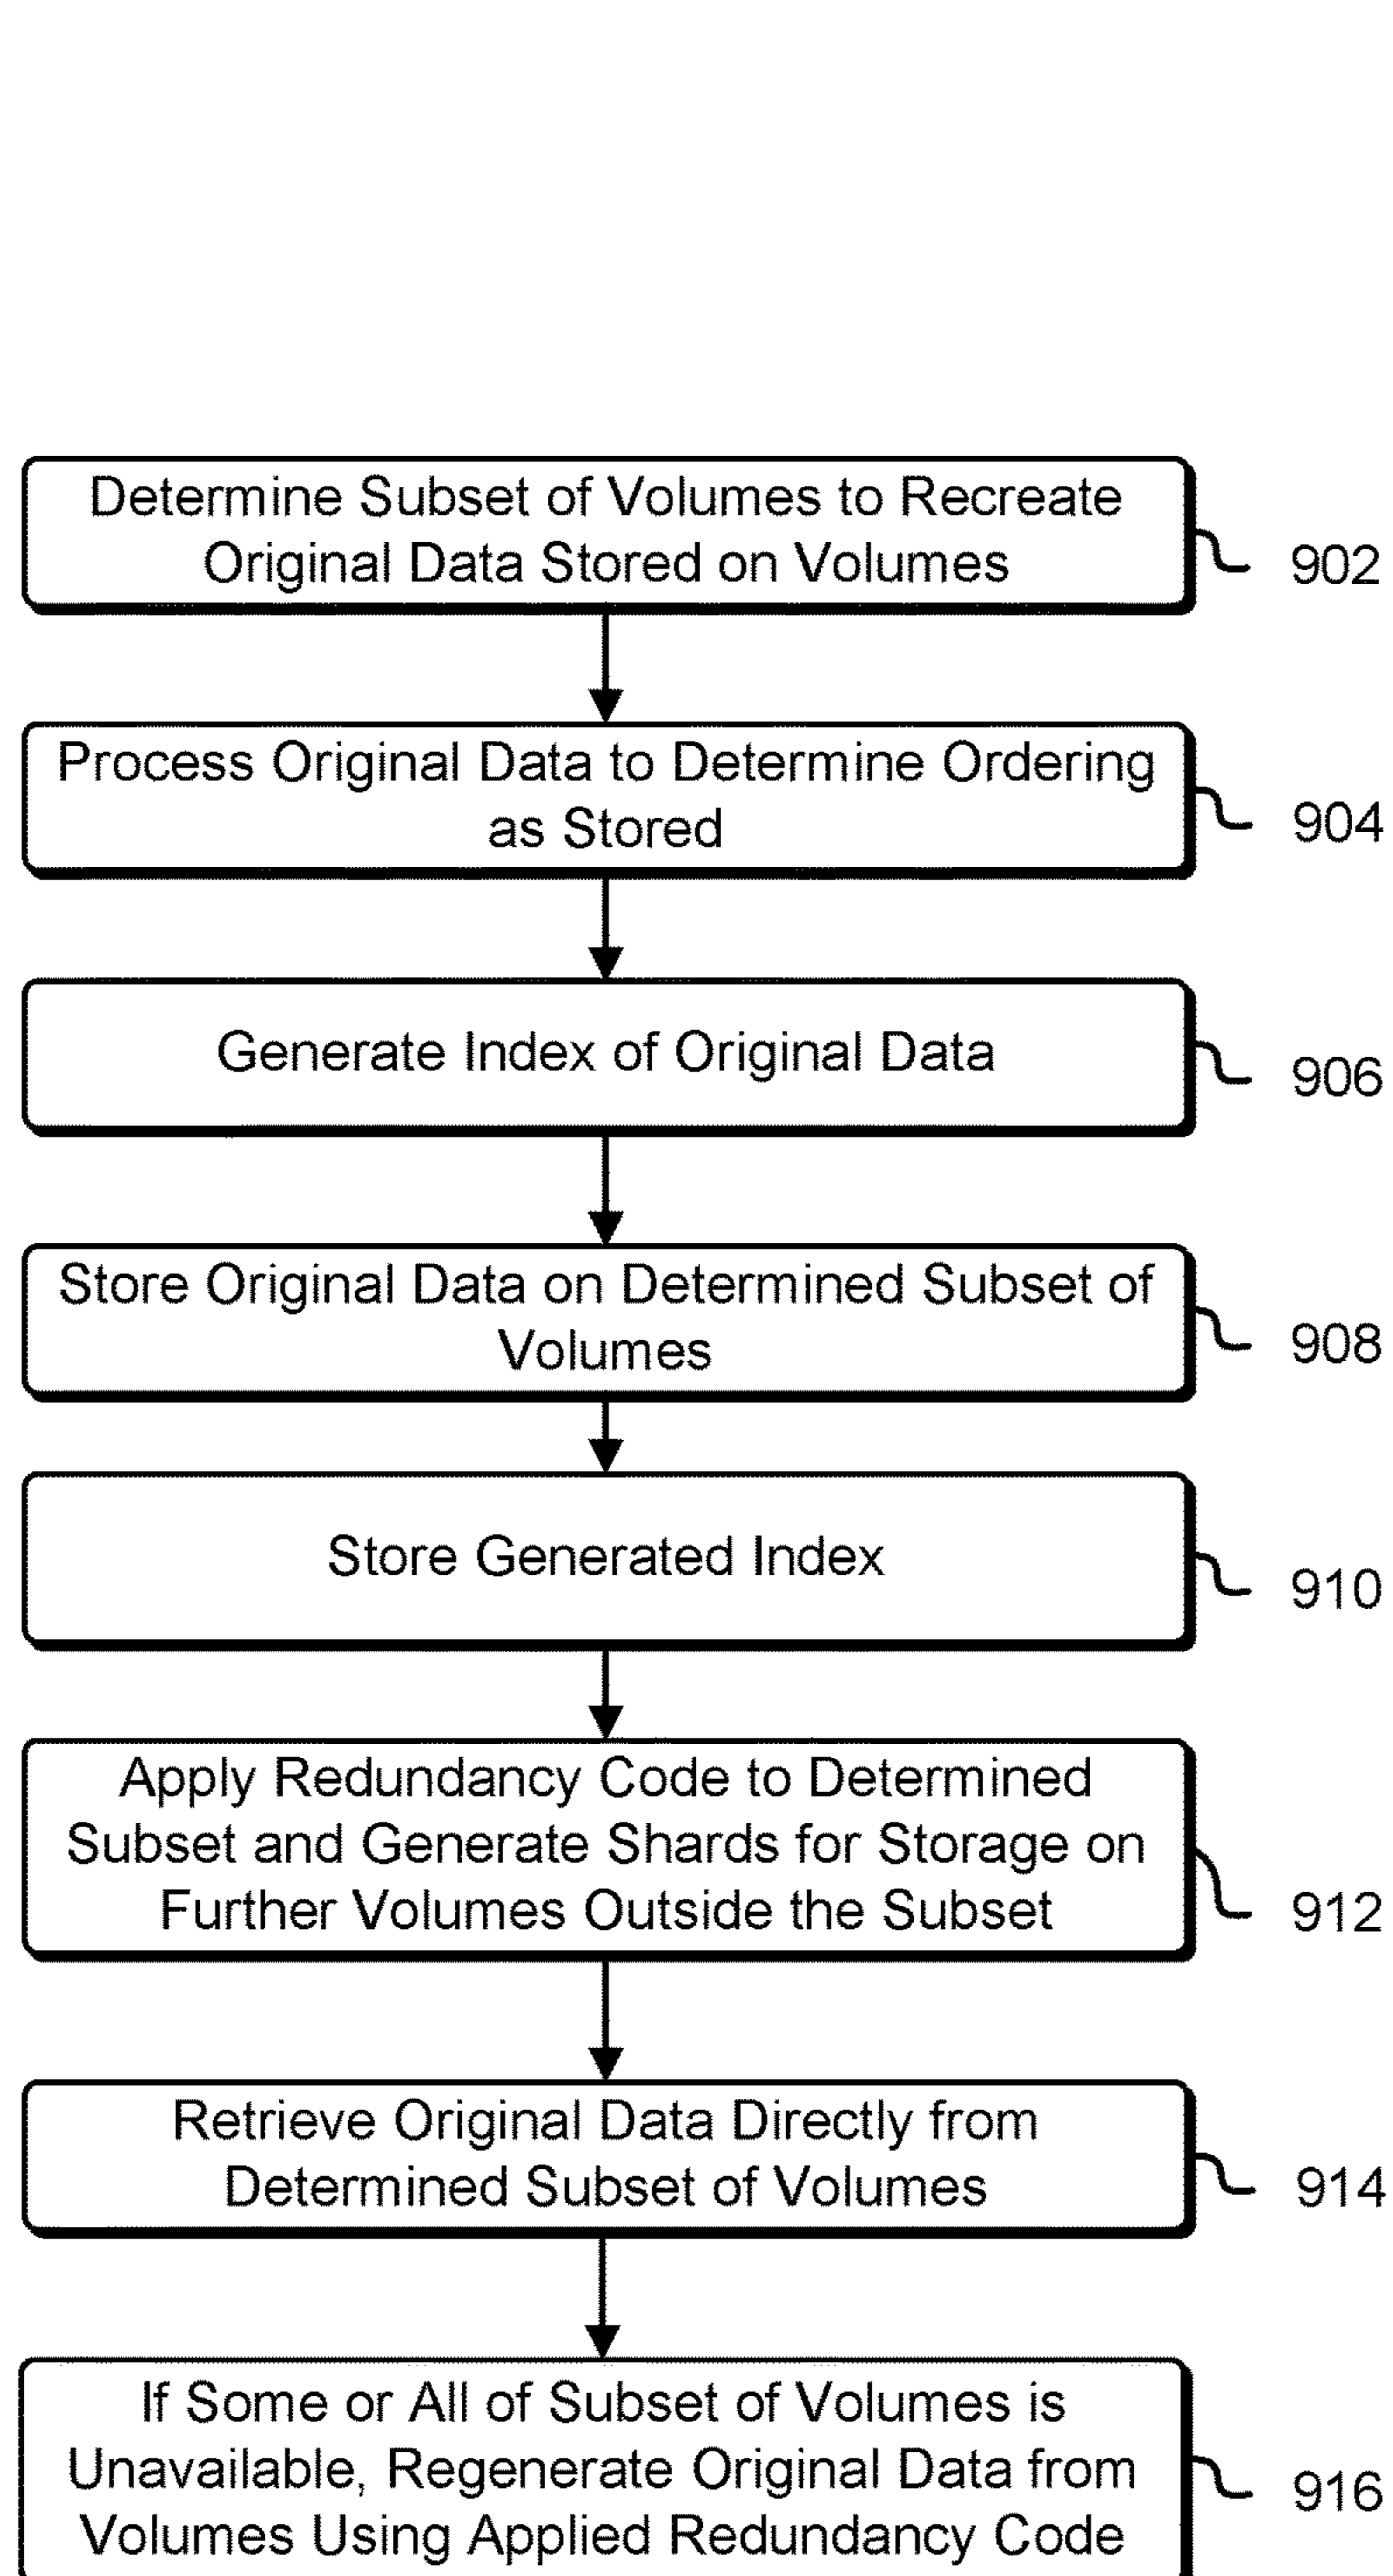 Determine Subset of Volumes to Recreate
Original Data Stored on Volumes
902
Process Original Data to Determine Ordering
as Stored
904
Generate Index of Original Data
906
Store Original Data on Determined Subset of
Volumes
908
Store Generated Index
910
Apply Redundancy Code to Determined
Subset and Generate Shards for Storage on
Further Volumes Outside the Subset
912
Retrieve Original Data Directly from
Determined Subset of Volumes
914
If Some or All of Subset of Volumes is
Unavailable, Regenerate Original Data from
Volumes Using Applied Redundancy Code
916